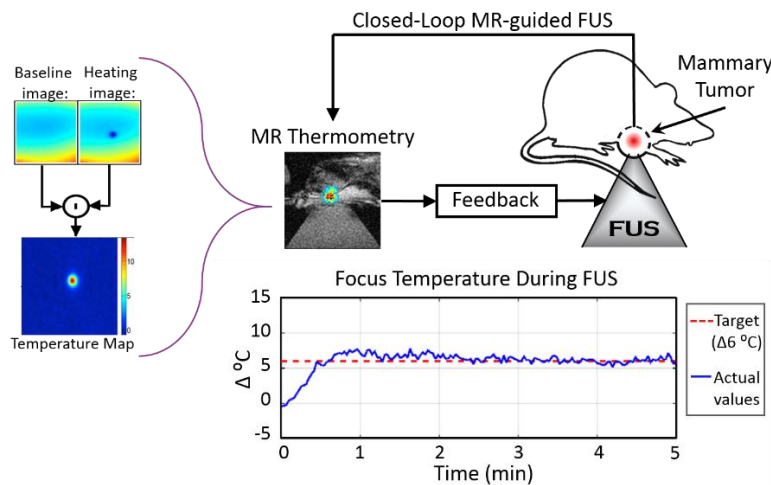 Closed-Loop MR-guided FUS
Baseline
image:
Heating
image:
Mammary
Tumor
MR Thermometry
Feedback
FUS
10
5
0
Temperature Map
Focus Temperature During FUS
15
10
5
0
5
Δ ºC
0 1 2 3 4 5
Time (min)
Target
(Δ6 ºC)
Actual
values